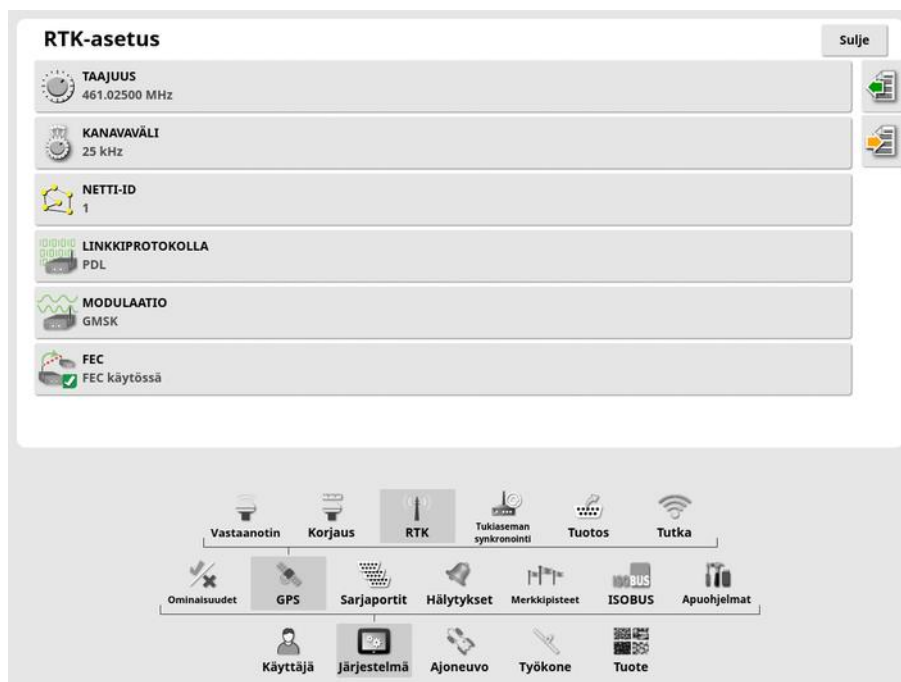 RTK-asetus
Sulje
TAAJUUS
461.02500 MHz
KANAVAVÄLI
25 kHz
NETTI-ID
1
LINKKIPROTOKOLLA
PDL
MODULAATIO
GMSK
FEC
FEC käytössä
Vastaanotin Korjaus RTK Tukiaseman synkronointi Tuotos Tutka
Ominaisuudet GPS Sarjaportit Hälytykset Merkkipisteet ISOBUS Apuohjelmat
Käyttäjä Järjestelmä Ajoneuvo Työkone Tuote